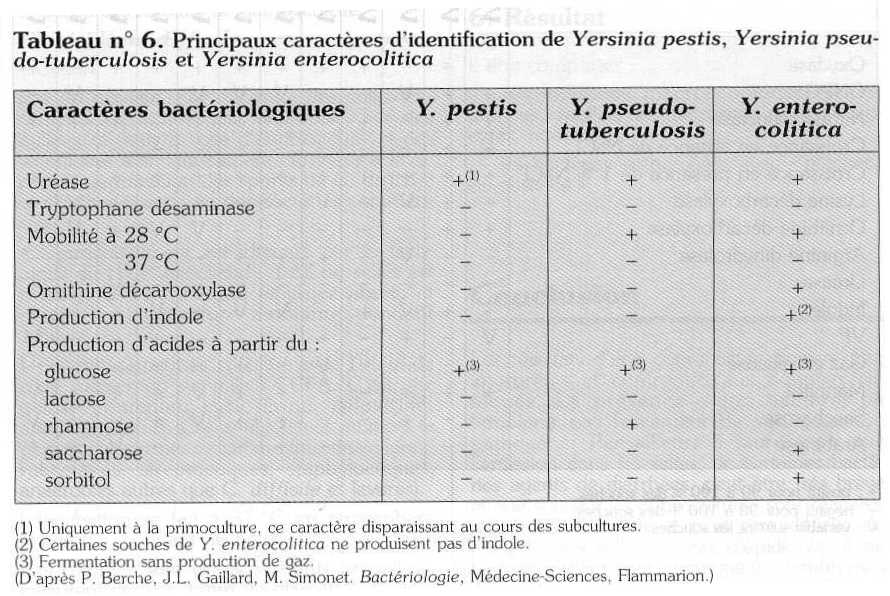 Tableau n° 6. Principaux caractères d'identification de Yersinia pestis, Yersinia pseu-
do-tuberculosis et Yersinia enterocolitica
Caractères bactériologiques Y. pestis Y. pseudo- Y. entero-
tuberculosis colitica
Uréase +(1) + +
Tryptophane désaminase – – –
Mobilité à 28 °C – + +
37 °C – – –
Ornithine décarboxylase – – +
Production d'indole – – +(2)
Production d'acides à partir du :
glucose +(3) +(3) +(3)
lactose – – –
rhamnose – + –
saccharose – – +
sorbitol – – +
(1) Uniquement à la primoculture, ce caractère disparaissant au cours des subcultures.
(2) Certaines souches de Y. enterocolitica ne produisent pas d'indole.
(3) Fermentation sans production de gaz.
(D'après P. Berche, J.L. Gaillard, M. Simonet. Bactériologie, Médecine-Sciences, Flammarion.)